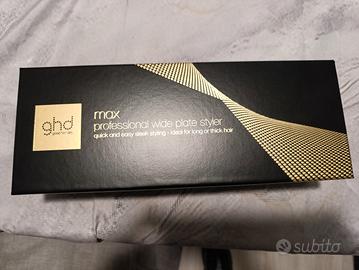 ghd
max
professional wide plate styler
quick and easy sleek styling - ideal for long or thick hair
subito